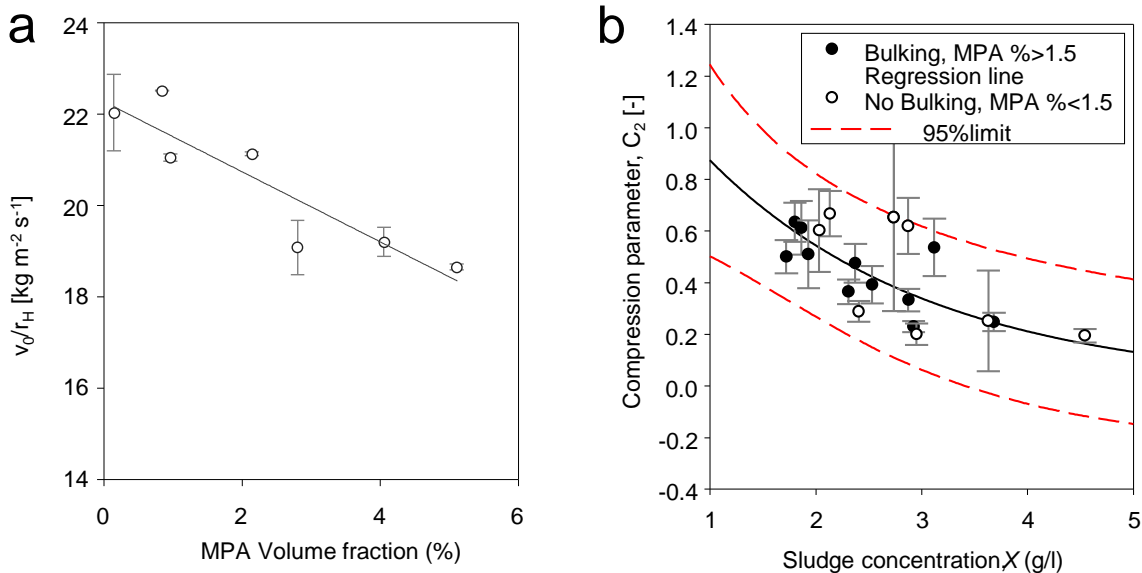 a
24
22
20
18
16
14
v0/rH [kg m-2 s-1]
0
2
4
6
MPA Volume fraction (%)
b
1.4
1.2
1.0
0.8
0.6
0.4
0.2
0.0
-0.2
-0.4
Compression parameter, C2 [-]
Bulking, MPA %>1.5
Regression line
No Bulking, MPA %<1.5
95%limit
1
2
3
4
5
Sludge concentration,X (g/l)